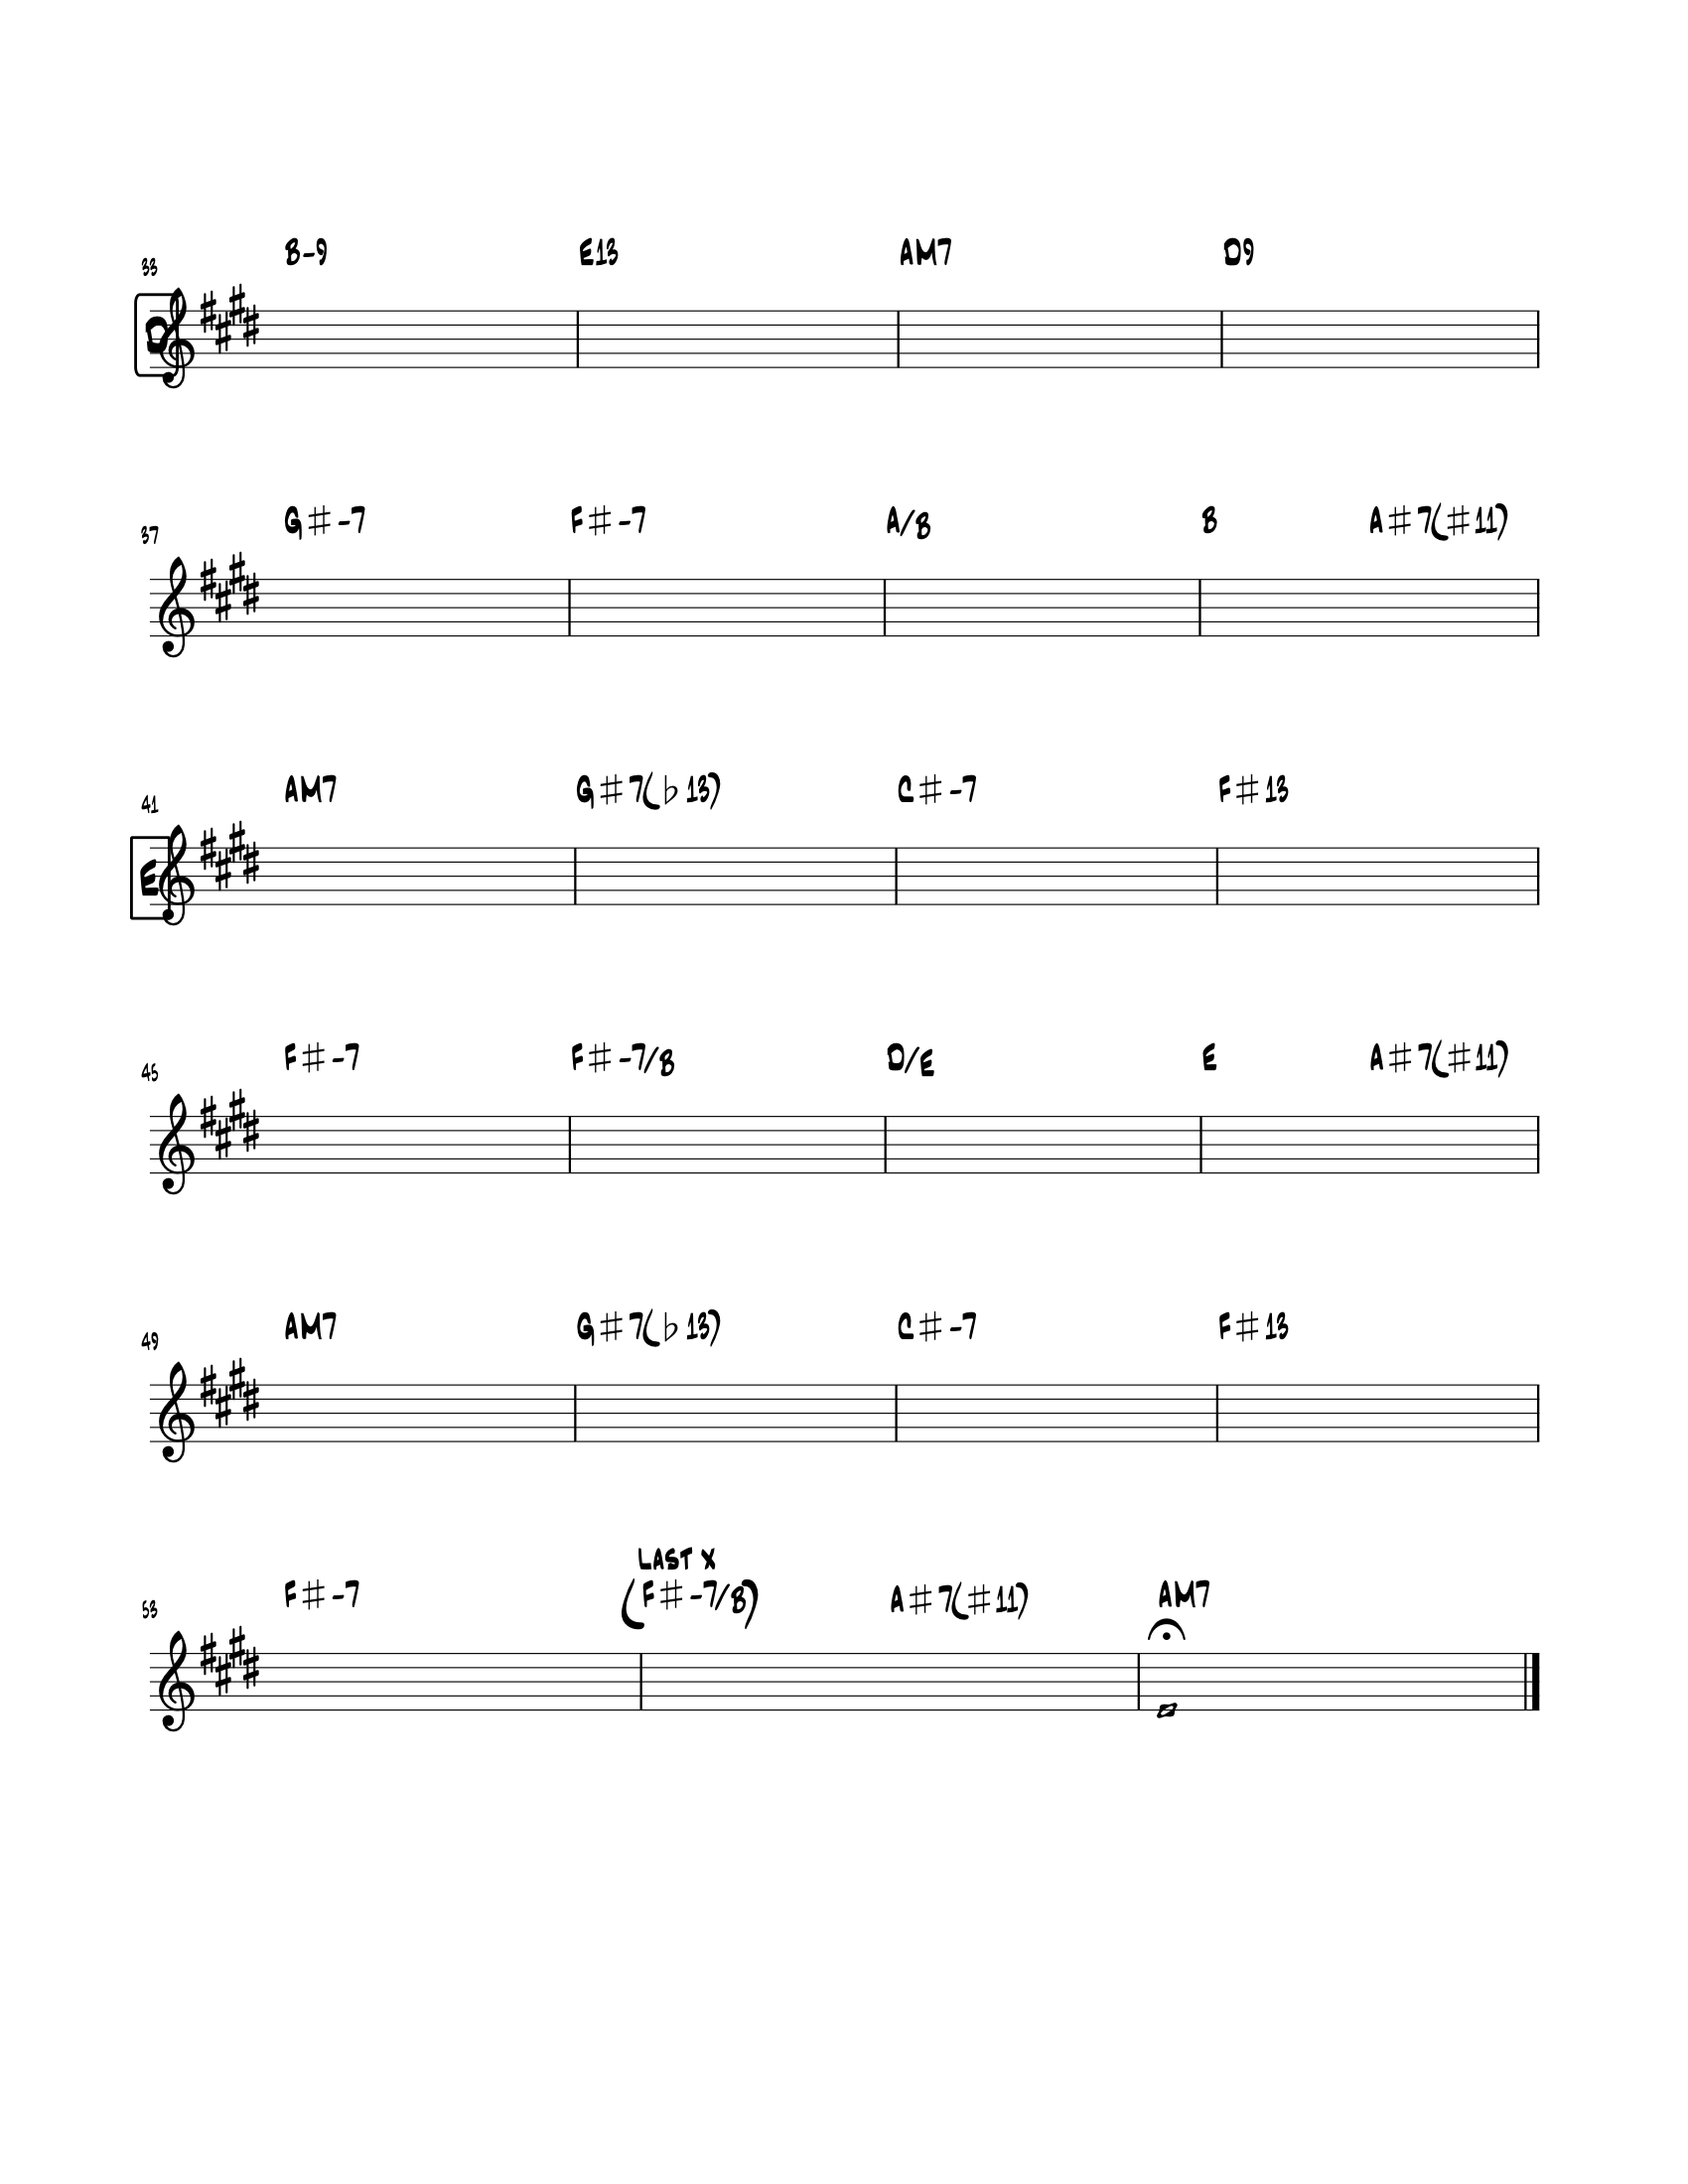 33 B-9 E13 AM7 D9
D
37 G♯-7 F♯-7 A/B B A♯7(♯11)
41 AM7 G♯7(♭13) C♯-7 F♯13
E
45 F♯-7 F♯-7/B D/E E A♯7(♯11)
49 AM7 G♯7(♭13) C♯-7 F♯13
LAST X
53 F♯-7 (F♯-7/B) A♯7(♯11) AM7